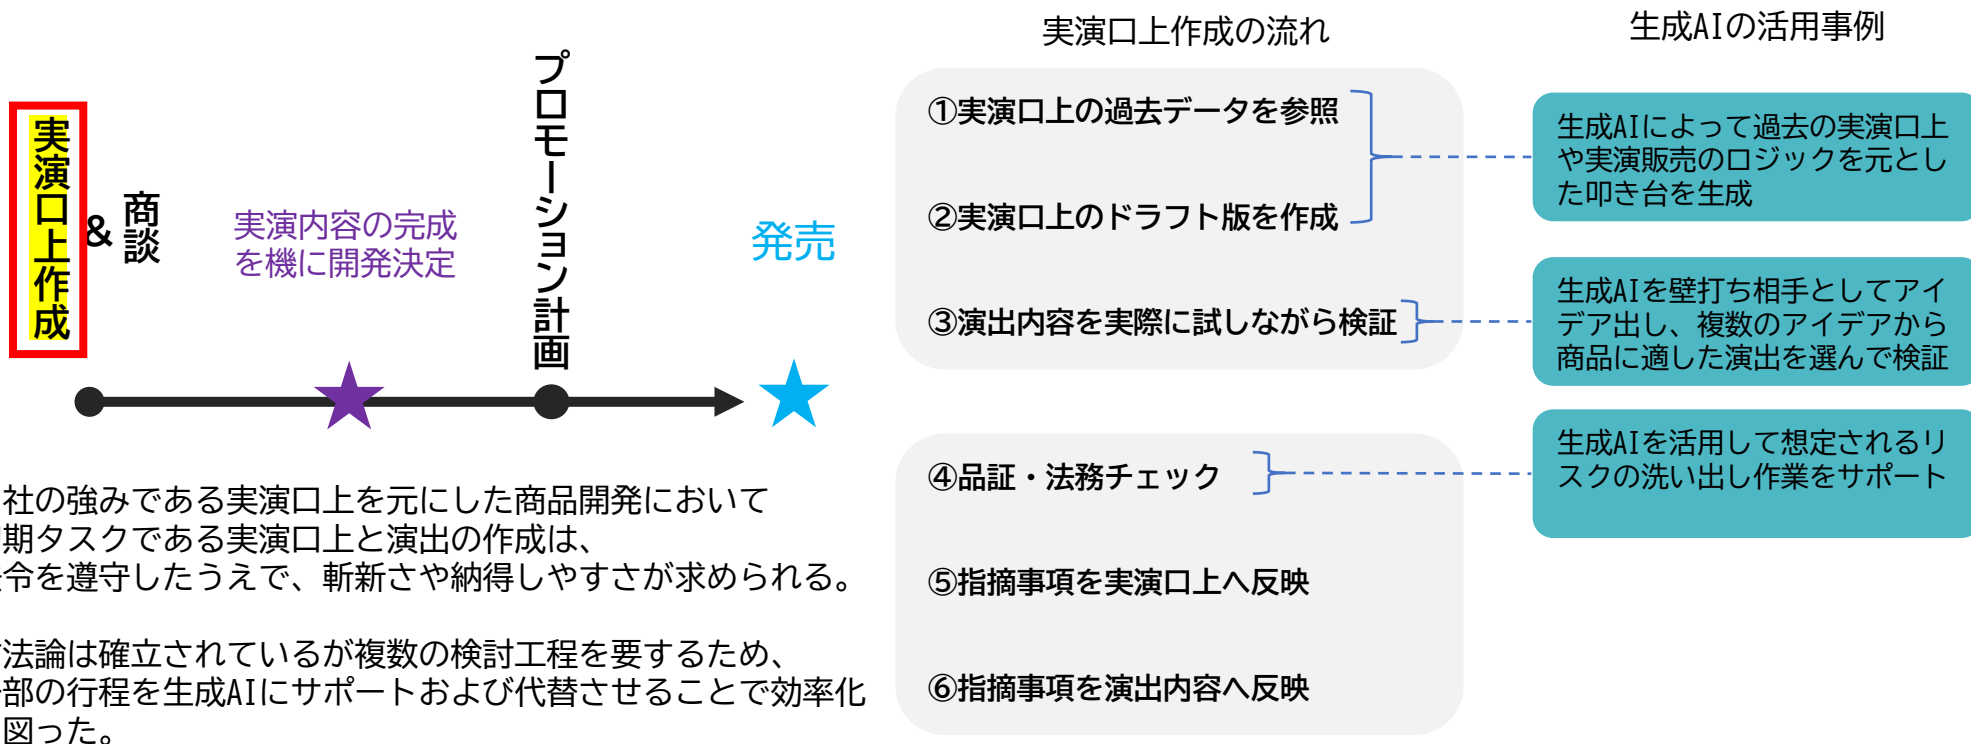 実演口上作成
&
商談
実演内容の完成
を機に開発決定
プロモーション計画
発売
社の強みである実演口上を元にした商品開発において
期タスクである実演口上と演出の作成は、
令を遵守したうえで、斬新さや納得しやすさが求められる。
法論は確立されているが複数の検討工程を要するため、
部の行程を生成AIにサポートおよび代替させることで効率化
図った。
実演口上作成の流れ
①実演口上の過去データを参照
②実演口上のドラフト版を作成
③演出内容を実際に試しながら検証
④品証・法務チェック
⑤指摘事項を実演口上へ反映
⑥指摘事項を演出内容へ反映
生成AIの活用事例
生成AIによって過去の実演口上
や実演販売のロジックを元とし
た叩き台を生成
生成AIを壁打ち相手としてアイ
デア出し、複数のアイデアから
商品に適した演出を選んで検証
生成AIを活用して想定されるリ
スクの洗い出し作業をサポート